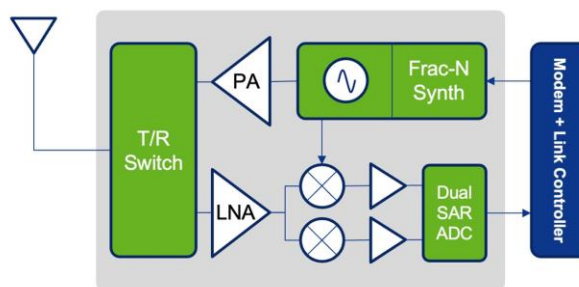 PA
Frac-N
Synth
T/R
Switch
LNA
Dual
SAR
ADC
Modem + Link Controller